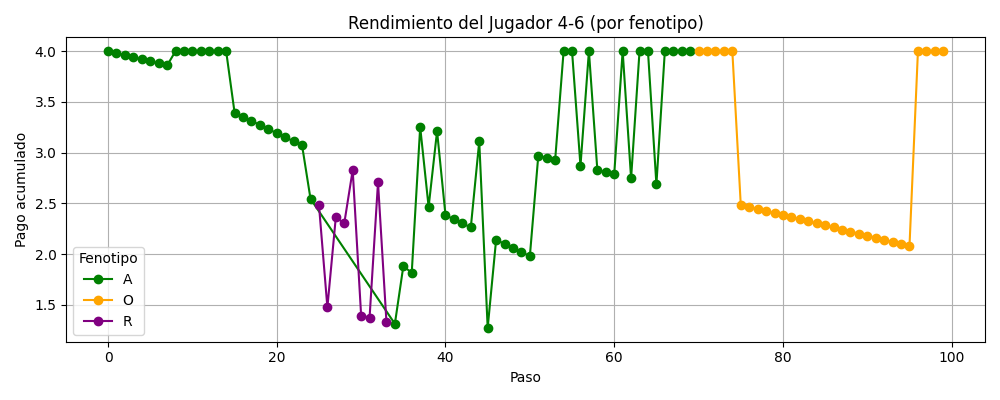 Rendimiento del Jugador 4-6 (por fenotipo)
Pago acumulado
4.0
3.5
3.0
2.5
2.0
1.5
Fenotipo
A
O
R
0
20
40
60
80
100
Paso